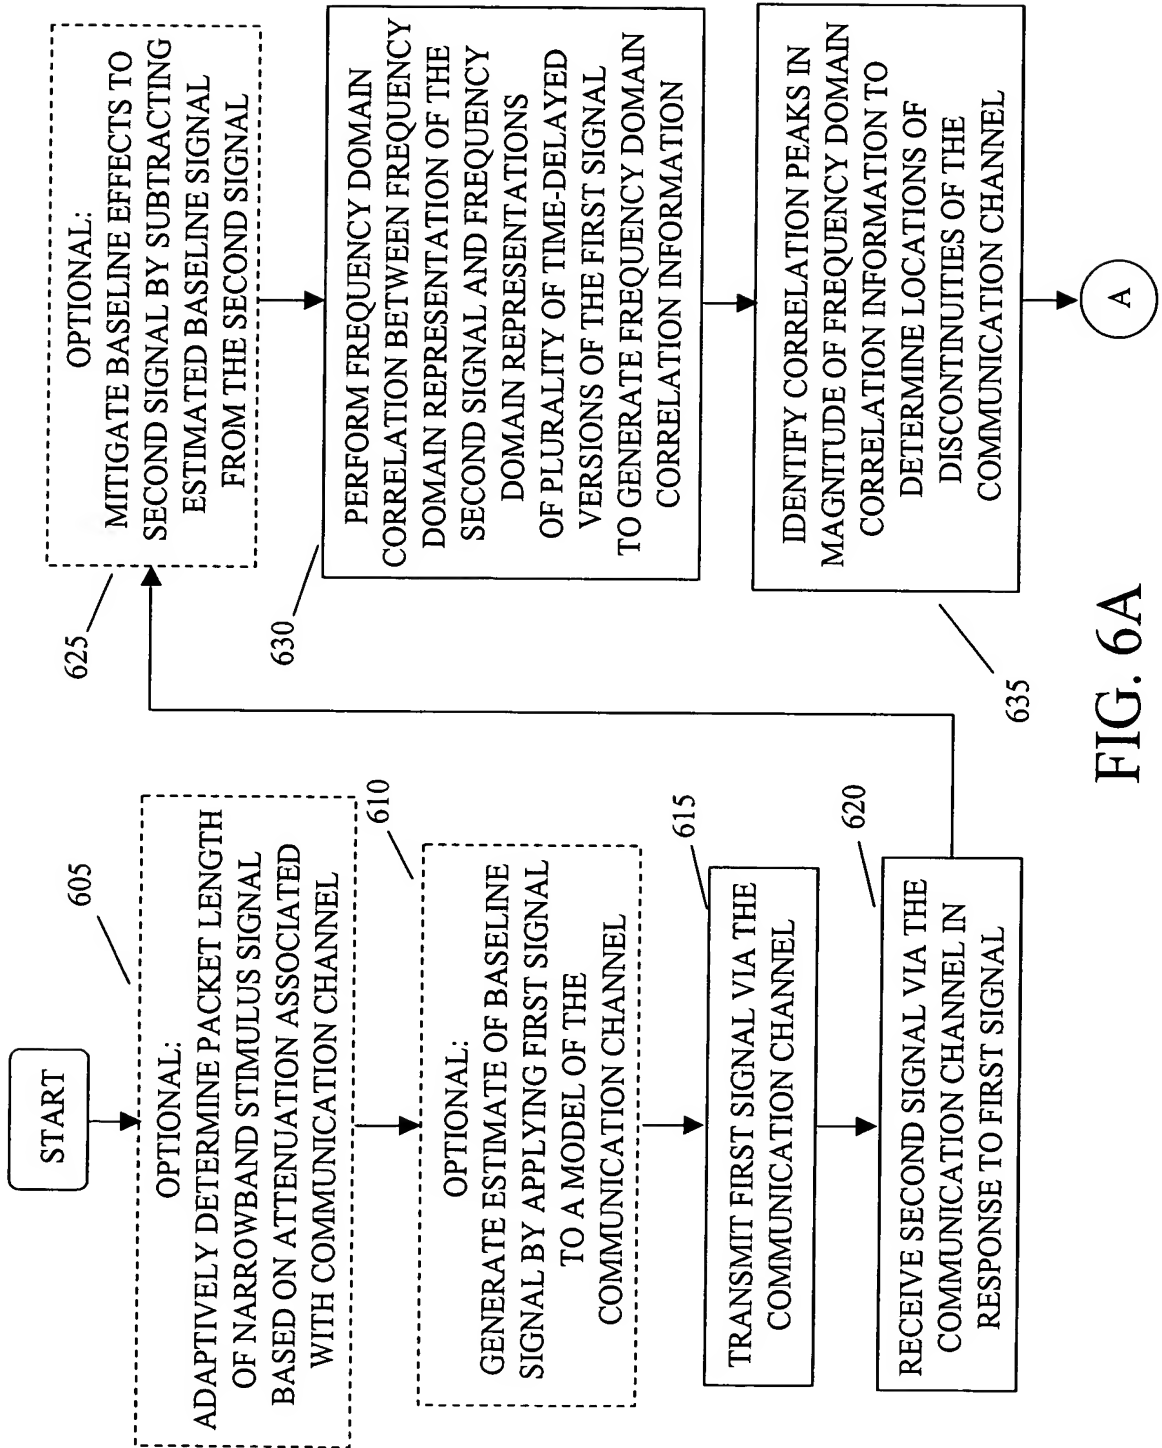 START
605
OPTIONAL:
ADAPTIVELY DETERMINE PACKET LENGTH
OF NARROWBAND STIMULUS SIGNAL
BASED ON ATTENUATION ASSOCIATED
WITH COMMUNICATION CHANNEL
610
OPTIONAL:
GENERATE ESTIMATE OF BASELINE
SIGNAL BY APPLYING FIRST SIGNAL
TO A MODEL OF THE
COMMUNICATION CHANNEL
615
TRANSMIT FIRST SIGNAL VIA THE
COMMUNICATION CHANNEL
620
RECEIVE SECOND SIGNAL VIA THE
COMMUNICATION CHANNEL IN
RESPONSE TO FIRST SIGNAL
625
OPTIONAL:
MITIGATE BASELINE EFFECTS TO
SECOND SIGNAL BY SUBTRACTING
ESTIMATED BASELINE SIGNAL
FROM THE SECOND SIGNAL
630
PERFORM FREQUENCY DOMAIN
CORRELATION BETWEEN FREQUENCY
DOMAIN REPRESENTATION OF THE
SECOND SIGNAL AND FREQUENCY
DOMAIN REPRESENTATIONS
OF PLURALITY OF TIME-DELAYED
VERSIONS OF THE FIRST SIGNAL
TO GENERATE FREQUENCY DOMAIN
CORRELATION INFORMATION
635
IDENTIFY CORRELATION PEAKS IN
MAGNITUDE OF FREQUENCY DOMAIN
CORRELATION INFORMATION TO
DETERMINE LOCATIONS OF
DISCONTINUITIES OF THE
COMMUNICATION CHANNEL
A
FIG. 6A